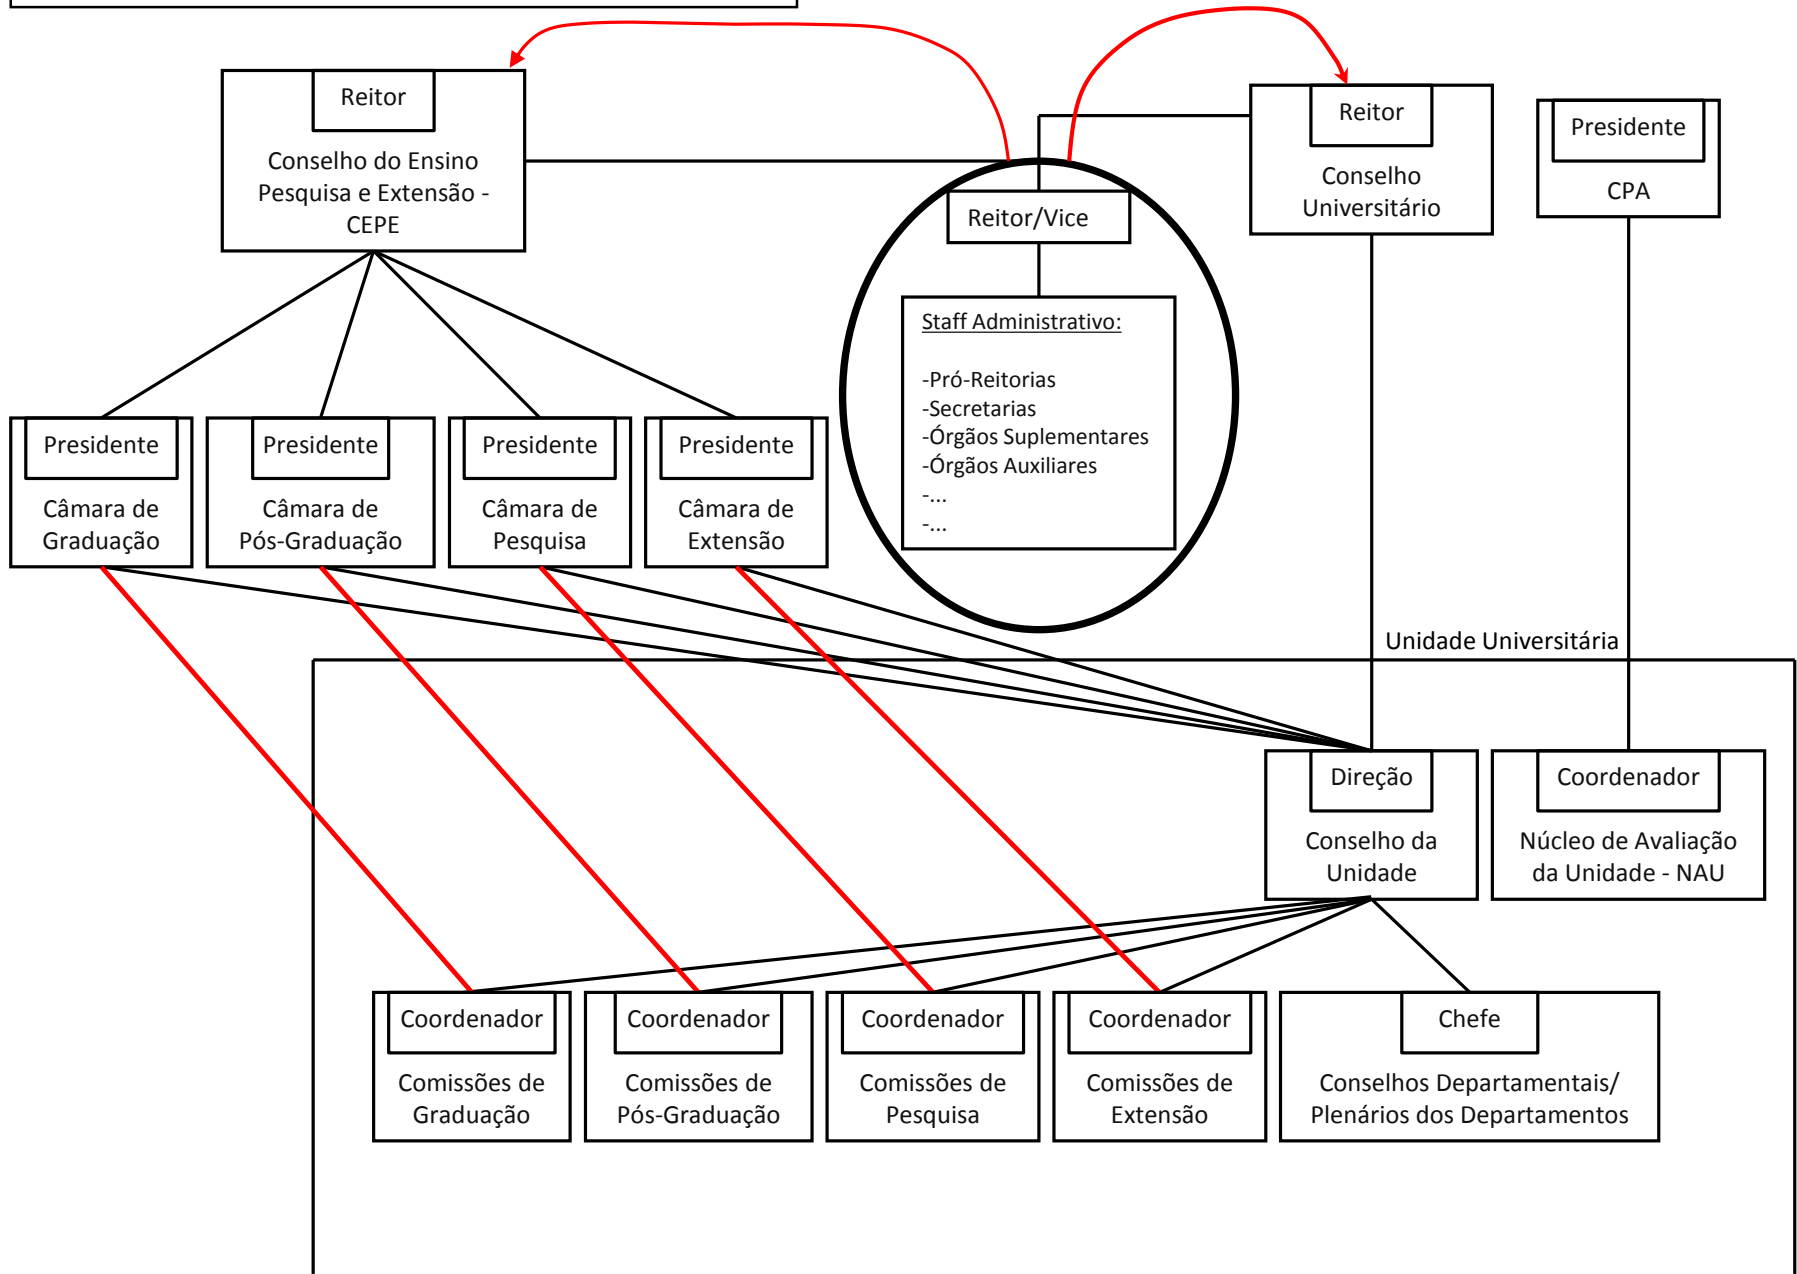 Reitor
Conselho do Ensino
Pesquisa e Extensão -
CEPE
Reitor/Vice
Staff Administrativo:
-Pró-Reitorias
-Secretarias
-Órgãos Suplementares
-Órgãos Auxiliares
-...
-...
Reitor
Conselho
Universitário
Presidente
CPA
Presidente
Câmara de
Graduação
Presidente
Câmara de
Pós-Graduação
Presidente
Câmara de
Pesquisa
Presidente
Câmara de
Extensão
Unidade Universitária
Direção
Conselho da
Unidade
Coordenador
Núcleo de Avaliação
da Unidade - NAU
Coordenador
Comissões de
Graduação
Coordenador
Comissões de
Pós-Graduação
Coordenador
Comissões de
Pesquisa
Coordenador
Comissões de
Extensão
Chefe
Conselhos Departamentais/
Plenários dos Departamentos